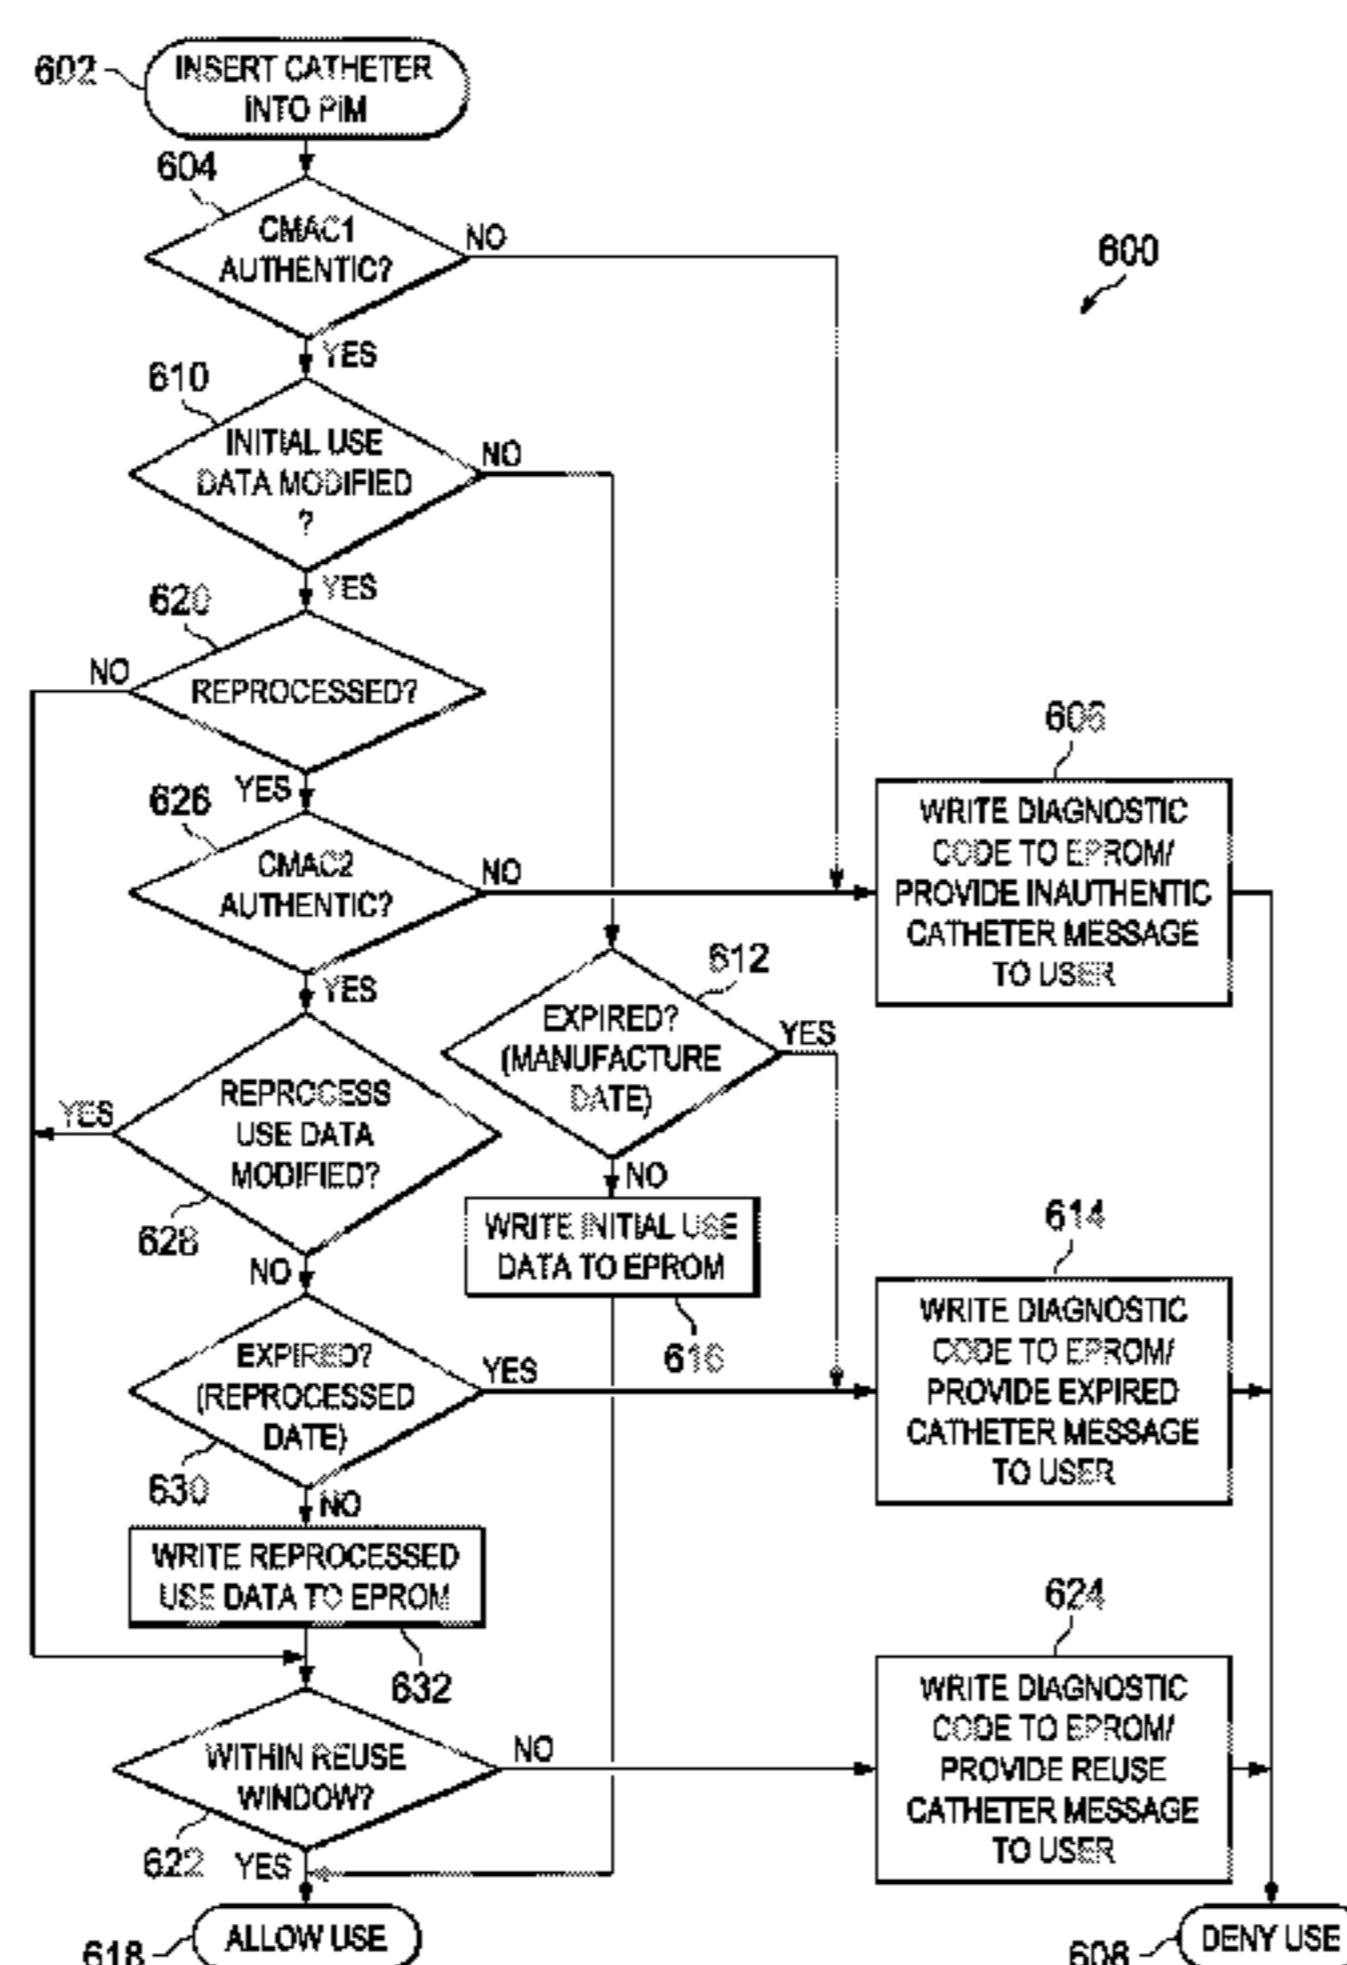 602
INSERT CATHETER
INTO PIM
604
CMAC1
AUTHENTIC?
NO
600
YES
610
INITIAL USE
DATA MODIFIED
?
NO
YES
620
NO
REPROCESSED?
606
YES
626
WRITE DIAGNOSTIC
CODE TO EPROM/
PROVIDE INAUTHENTIC
CATHETER MESSAGE
TO USER
CMAC2
AUTHENTIC?
NO
612
YES
EXPIRED?
(MANUFACTURE
DATE)
YES
REPROCESS
USE DATA
MODIFIED?
YES
628
NO
NO
WRITE INITIAL USE
DATA TO EPROM
616
614
WRITE DIAGNOSTIC
CODE TO EPROM/
PROVIDE EXPIRED
CATHETER MESSAGE
TO USER
EXPIRED?
(REPROCESSED
DATE)
YES
630
NO
WRITE REPROCESSED
USE DATA TO EPROM
632
624
WRITE DIAGNOSTIC
CODE TO EPROM/
PROVIDE REUSE
CATHETER MESSAGE
TO USER
WITHIN REUSE
WINDOW?
NO
622
YES
618
ALLOW USE
608
DENY USE